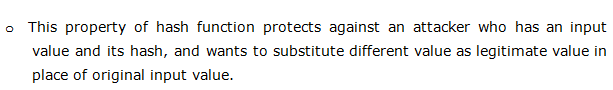 o This property of hash function protects against an attacker who has an input
value and its hash, and wants to substitute different value as legitimate value in
place of original input value.